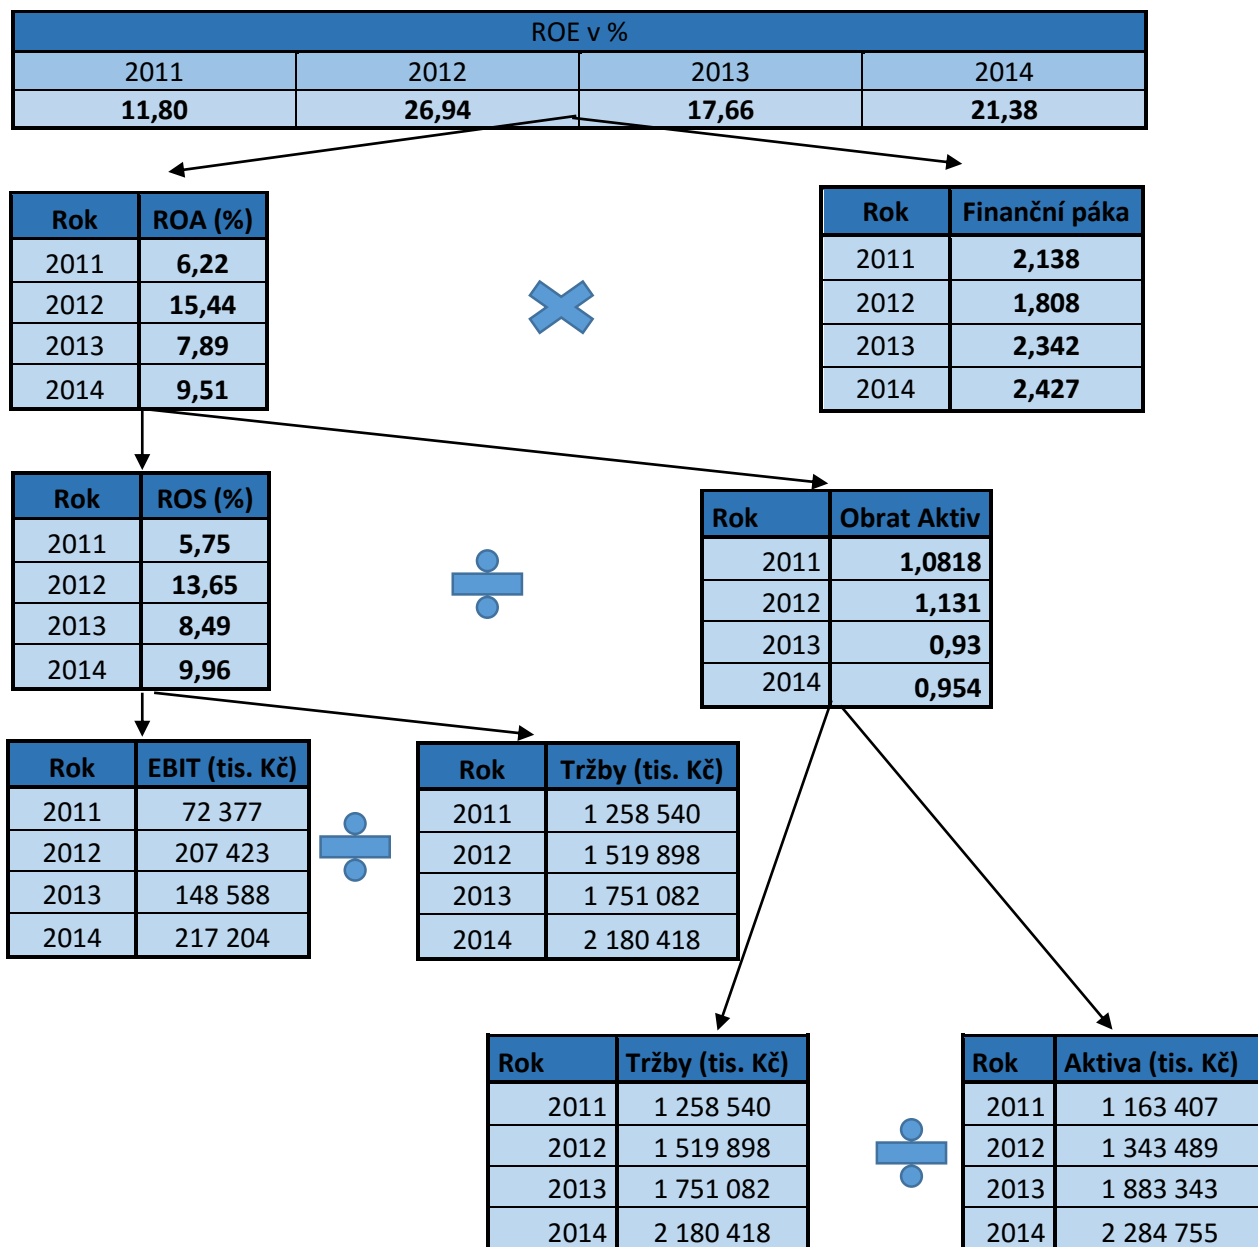 ROE v %
2011 2012 2013 2014
11,80 26,94 17,66 21,38
Rok ROA (%)
2011 6,22
2012 15,44
2013 7,89
2014 9,51
Rok Finanční páka
2011 2,138
2012 1,808
2013 2,342
2014 2,427
Rok ROS (%)
2011 5,75
2012 13,65
2013 8,49
2014 9,96
Rok Obrat Aktiv
2011 1,0818
2012 1,131
2013 0,93
2014 0,954
Rok EBIT (tis. Kč)
2011 72 377
2012 207 423
2013 148 588
2014 217 204
Rok Tržby (tis. Kč)
2011 1 258 540
2012 1 519 898
2013 1 751 082
2014 2 180 418
Rok Tržby (tis. Kč)
2011 1 258 540
2012 1 519 898
2013 1 751 082
2014 2 180 418
Rok Aktiva (tis. Kč)
2011 1 163 407
2012 1 343 489
2013 1 883 343
2014 2 284 755